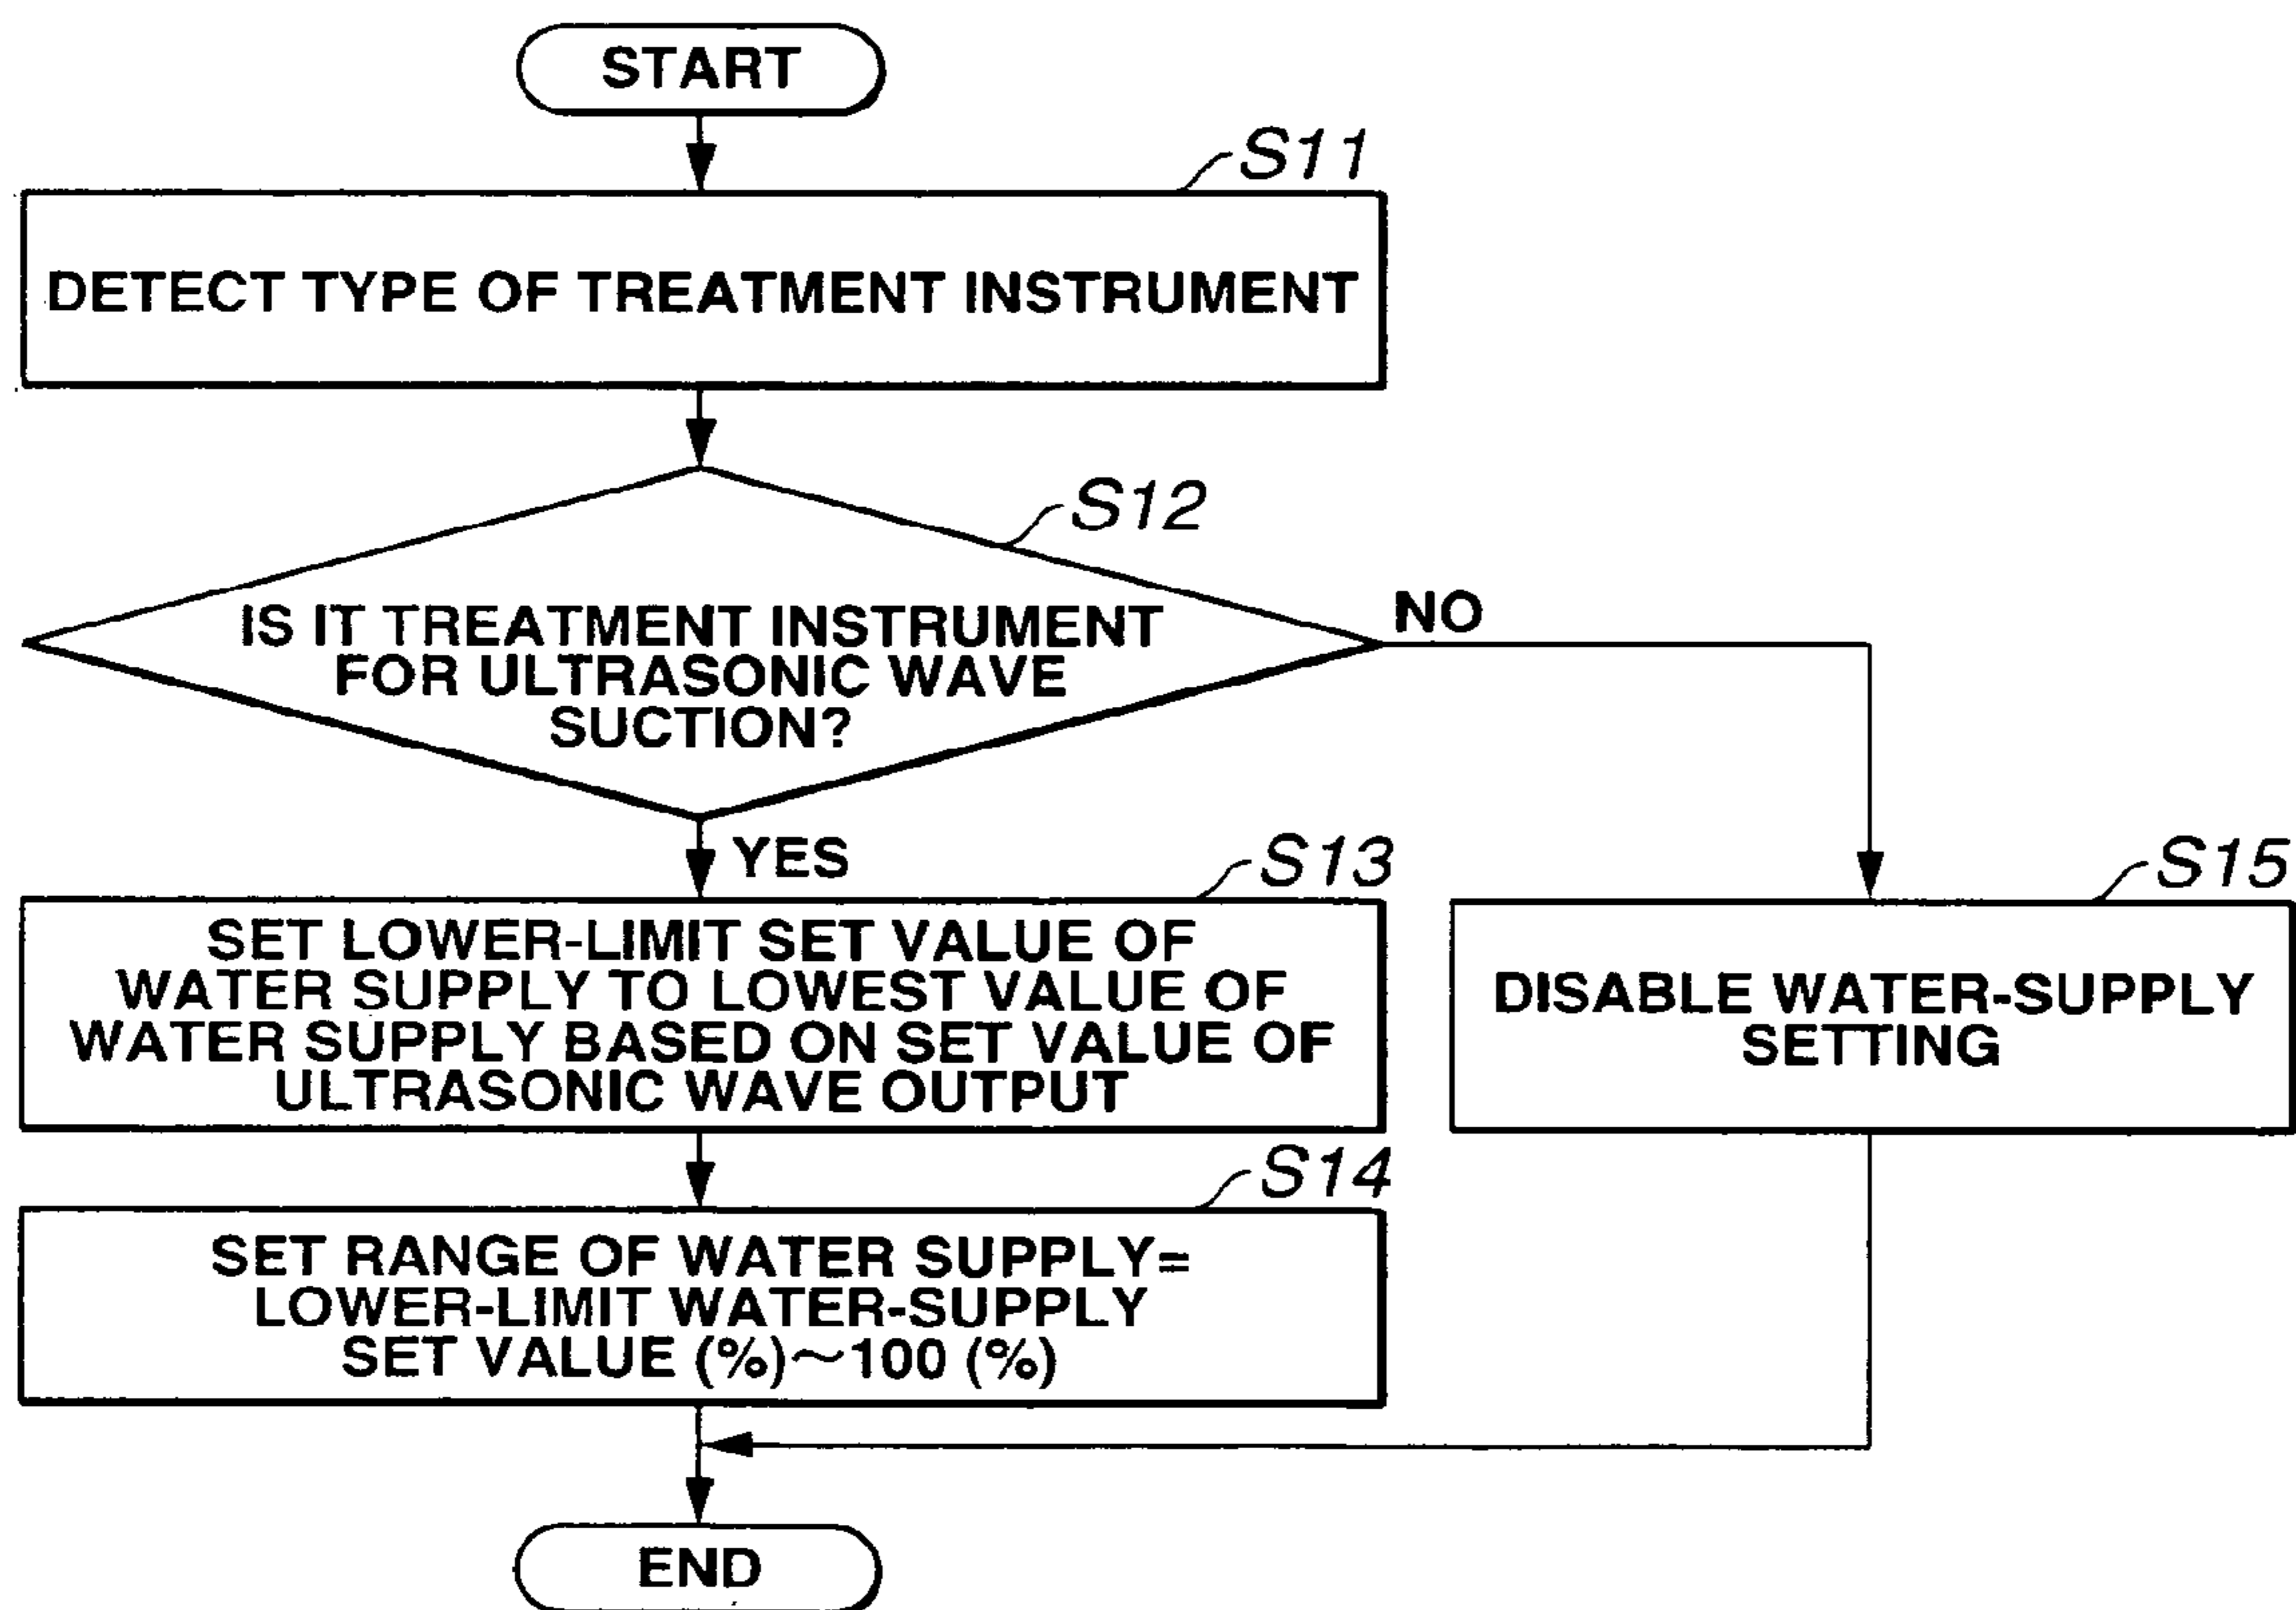 START
S11
DETECT TYPE OF TREATMENT INSTRUMENT
S12
IS IT TREATMENT INSTRUMENT
FOR ULTRASONIC WAVE
SUCTION?
NO
YES
S13
SET LOWER-LIMIT SET VALUE OF
WATER SUPPLY TO LOWEST VALUE OF
WATER SUPPLY BASED ON SET VALUE OF
ULTRASONIC WAVE OUTPUT
S15
DISABLE WATER-SUPPLY
SETTING
S14
SET RANGE OF WATER SUPPLY=
LOWER-LIMIT WATER-SUPPLY
SET VALUE (%)~100 (%)
END